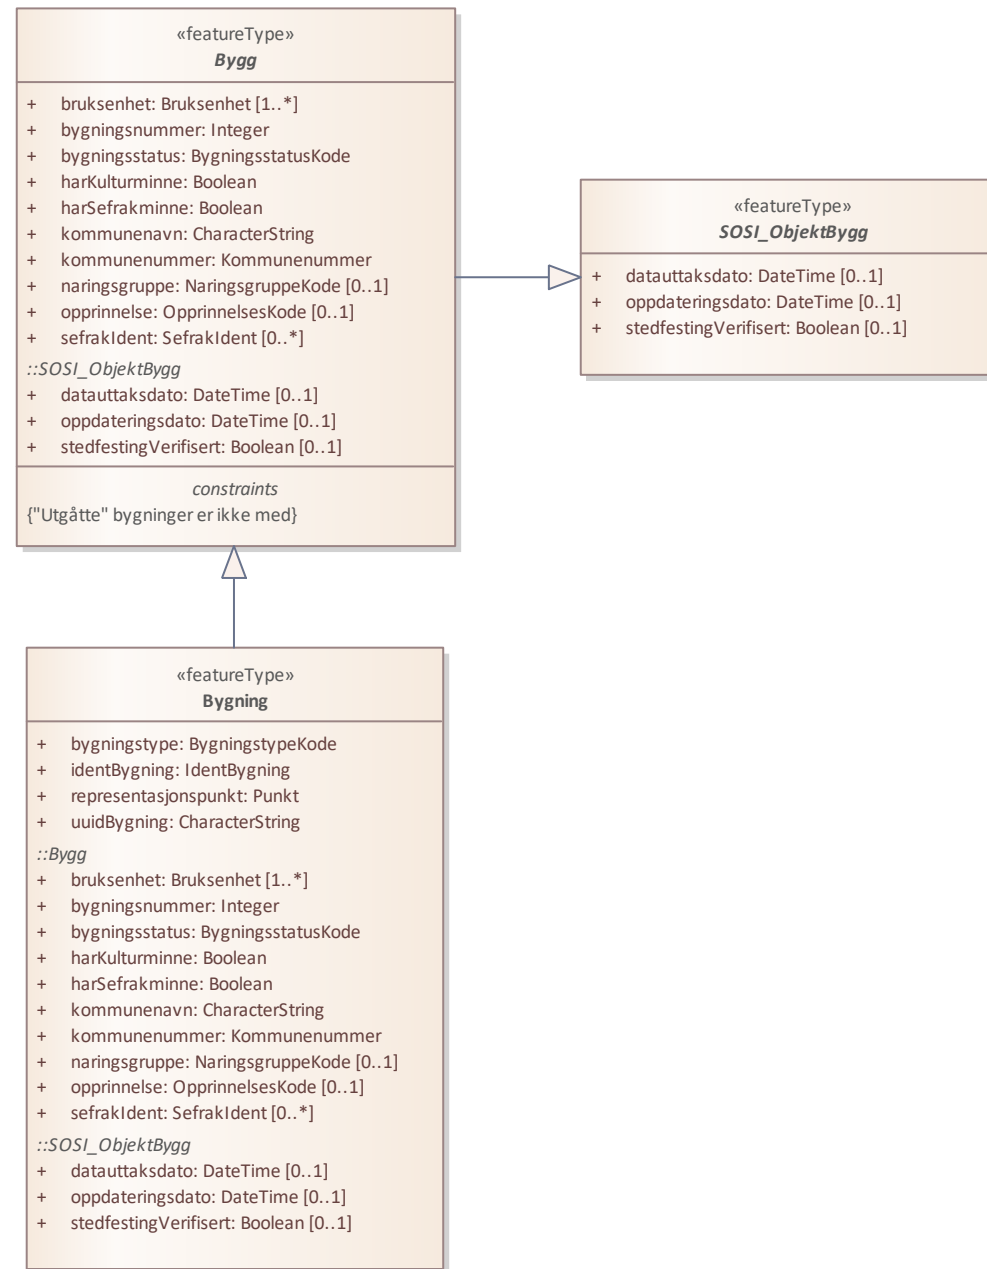 «featureType»
Bygg
+ bruksenhet: Bruksenhet [1..*]
+ bygningsnummer: Integer
+ bygningsstatus: BygningsstatusKode
+ harKulturminne: Boolean
+ harSefrakminne: Boolean
+ kommunenavn: CharacterString
+ kommunenummer: Kommunenummer
+ naringsgruppe: NaringsgruppeKode [0..1]
+ opprinnelse: OpprinnelsesKode [0..1]
+ sefrakIdent: SefrakIdent [0..*]
::SOSI_ObjektBygg
+ datauttaksdato: DateTime [0..1]
+ oppdateringsdato: DateTime [0..1]
+ stedfestingVerifisert: Boolean [0..1]
constraints
{"Utgåtte" bygninger er ikke med}
«featureType»
SOSI_ObjektBygg
+ datauttaksdato: DateTime [0..1]
+ oppdateringsdato: DateTime [0..1]
+ stedfestingVerifisert: Boolean [0..1]
«featureType»
Bygning
+ bygningstype: BygningstypeKode
+ identBygning: IdentBygning
+ representasjonspunkt: Punkt
+ uuidBygning: CharacterString
::Bygg
+ bruksenhet: Bruksenhet [1..*]
+ bygningsnummer: Integer
+ bygningsstatus: BygningsstatusKode
+ harKulturminne: Boolean
+ harSefrakminne: Boolean
+ kommunenavn: CharacterString
+ kommunenummer: Kommunenummer
+ naringsgruppe: NaringsgruppeKode [0..1]
+ opprinnelse: OpprinnelsesKode [0..1]
+ sefrakIdent: SefrakIdent [0..*]
::SOSI_ObjektBygg
+ datauttaksdato: DateTime [0..1]
+ oppdateringsdato: DateTime [0..1]
+ stedfestingVerifisert: Boolean [0..1]